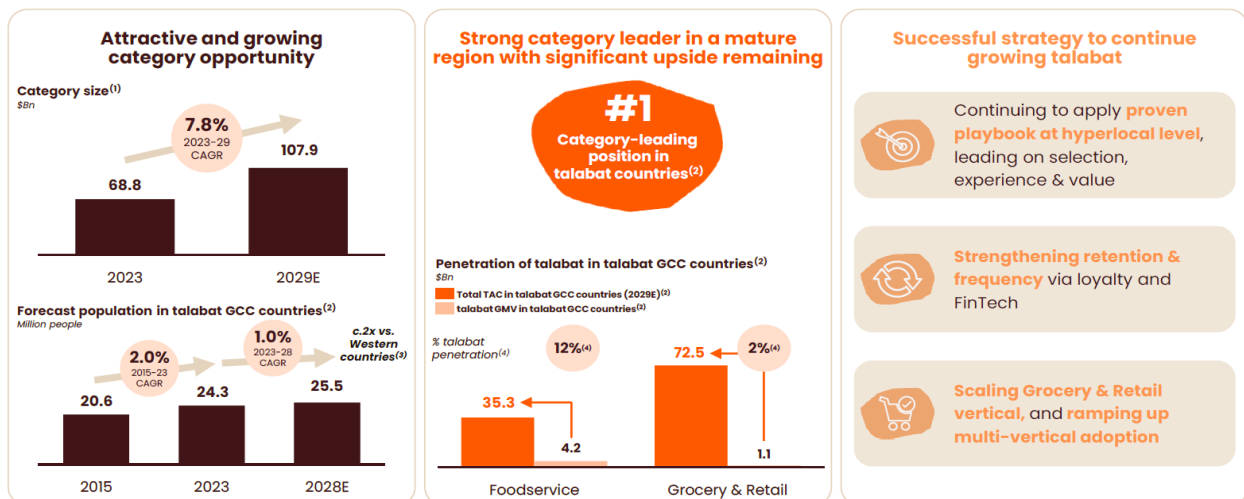 Attractive and growing
category opportunity
Category size(1)
$Bn
7.8%
2023-29
CAGR
68.8
107.9
2023
2029E
Forecast population in talabat GCC countries(2)
Million people
2.0%
2015-23
CAGR
1.0%
2023-28
CAGR
c.2x vs.
Western
countries(3)
20.6
24.3
25.5
2015
2023
2028E
Strong category leader in a mature
region with significant upside remaining
#1
Category-leading
position in
talabat countries(2)
Penetration of talabat in talabat GCC countries(2)
$Bn
Total TAC in talabat GCC countries (2029E)(2)
talabat GMV in talabat GCC countries(2)
% talabat
penetration(4)
12%(4)
2%(4)
35.3
4.2
72.5
1.1
Foodservice
Grocery & Retail
Successful strategy to continue
growing talabat
Continuing to apply proven
playbook at hyperlocal level,
leading on selection,
experience & value
Strengthening retention &
frequency via loyalty and
FinTech
Scaling Grocery & Retail
vertical, and ramping up
multi-vertical adoption